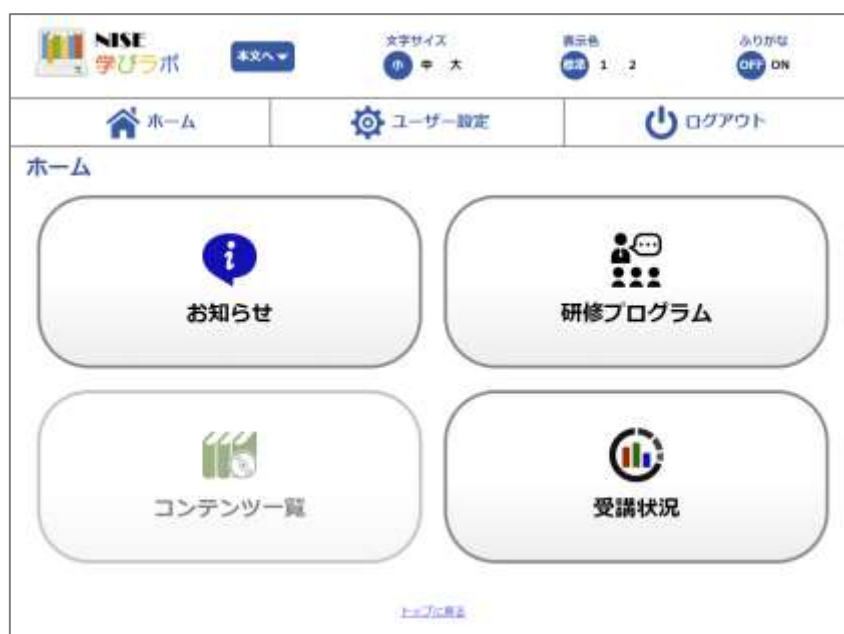 NISE
学びラボ
本文へ
文字サイズ
小 中 大
表示色
標準 1 2
ふりがな
OFF ON
ホーム
ユーザー設定
ログアウト
ホーム
お知らせ
研修プログラム
コンテンツ一覧
受講状況
トップに戻る